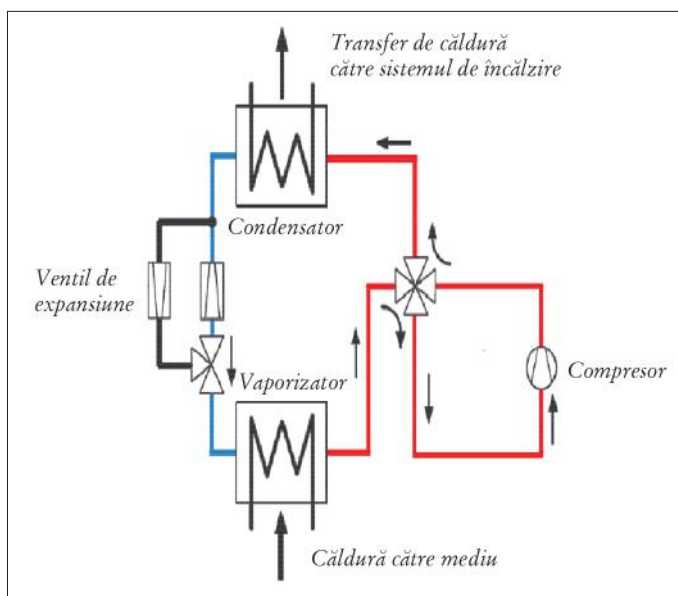 Transfer de căldură
către sistemul de încălzire
Condensator
Ventil de
expansiune
Vaporizator
Compresor
Căldură către mediu